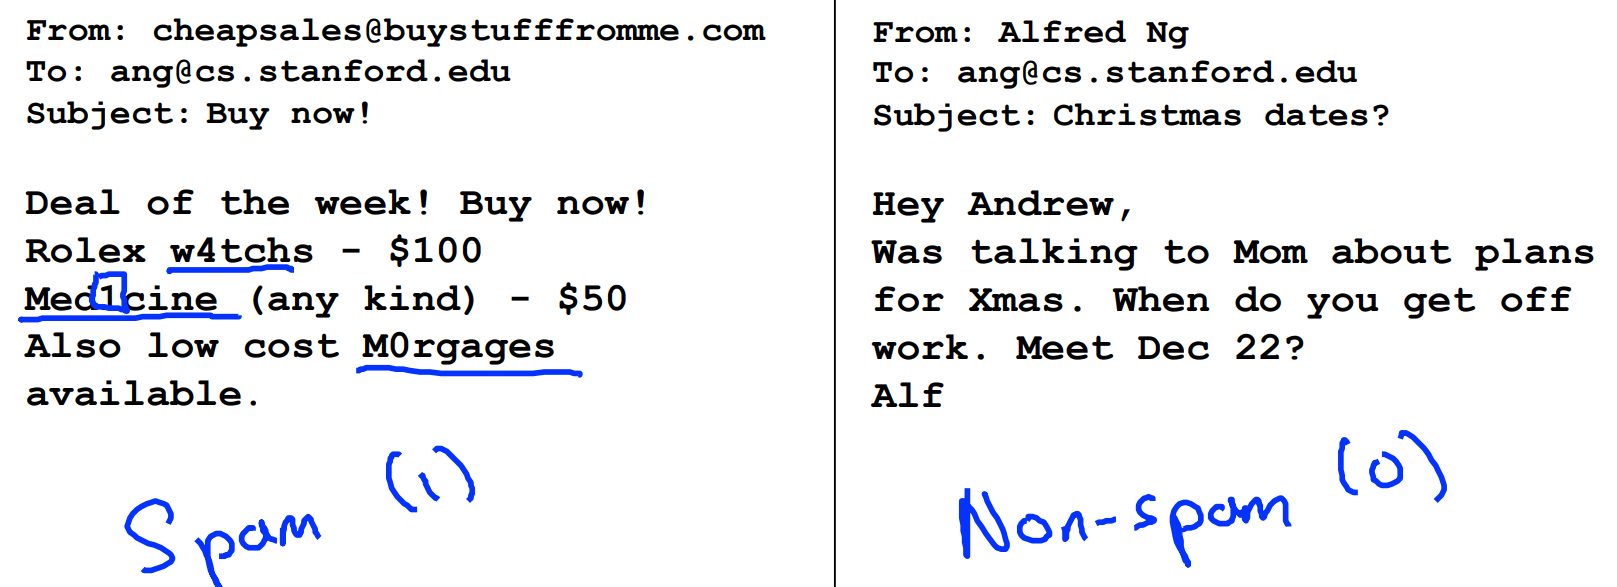 From: cheapsales@buystufffromme.com
To: ang@cs.stanford.edu
Subject: Buy now!
Deal of the week! Buy now!
Rolex w4tchs - $100
Med1cine (any kind) - $50
Also low cost M0rgages
available.
Spam (1)
From: Alfred Ng
To: ang@cs.stanford.edu
Subject: Christmas dates?
Hey Andrew,
Was talking to Mom about plans
for Xmas. When do you get off
work. Meet Dec 22?
Alf
Non-spam (0)